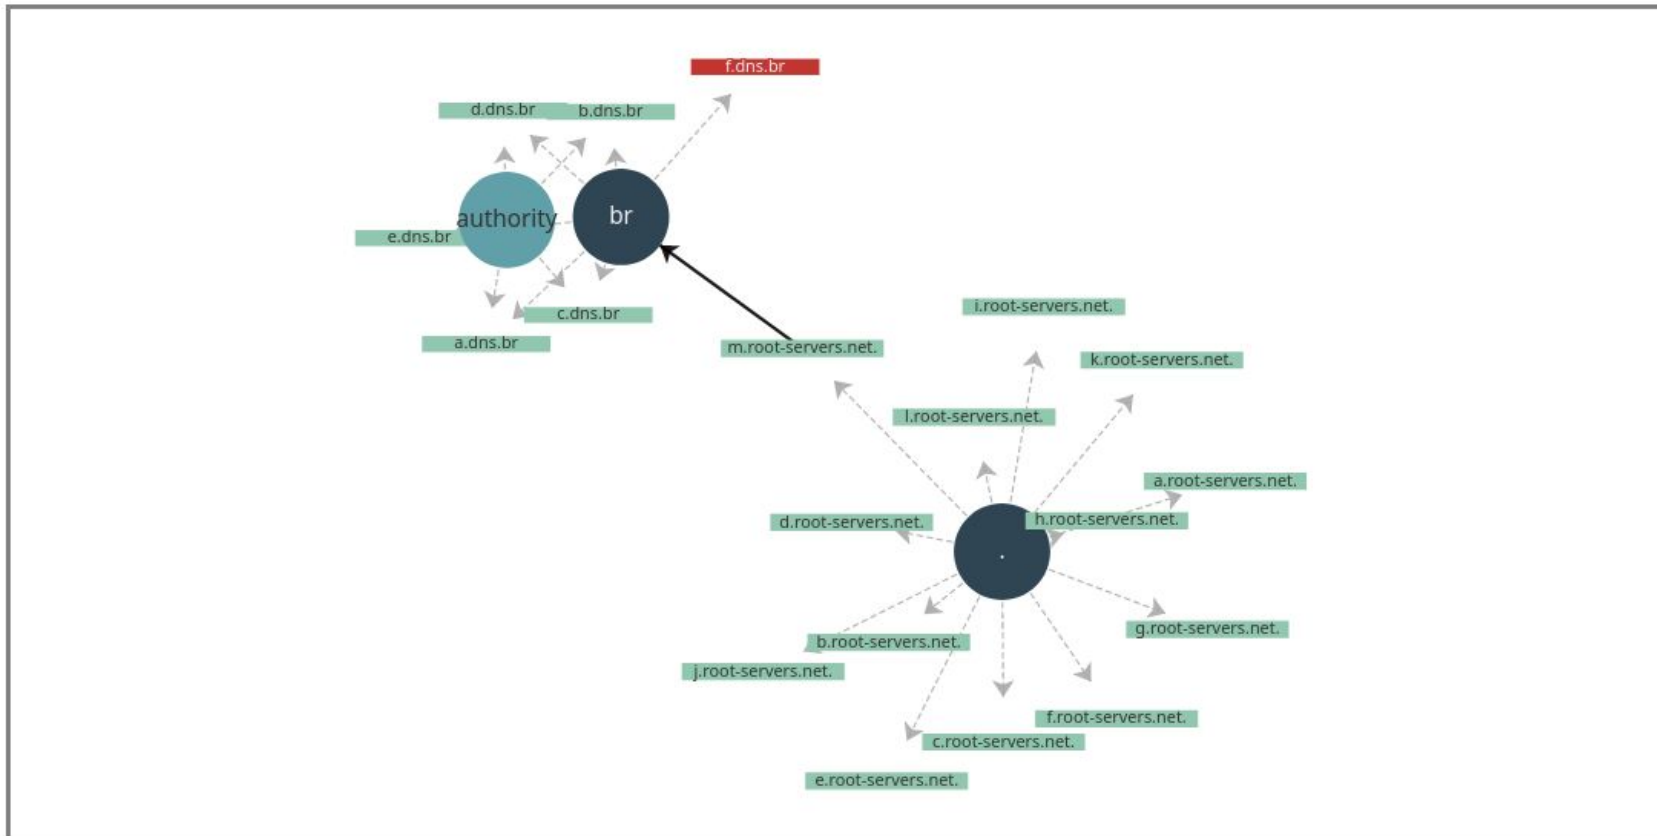 f.dns.br
d.dns.br
b.dns.br
authority
br
e.dns.br
c.dns.br
a.dns.br
m.root-servers.net.
i.root-servers.net.
k.root-servers.net.
l.root-servers.net.
a.root-servers.net.
d.root-servers.net.
h.root-servers.net.
.
g.root-servers.net.
b.root-servers.net.
j.root-servers.net.
f.root-servers.net.
c.root-servers.net.
e.root-servers.net.